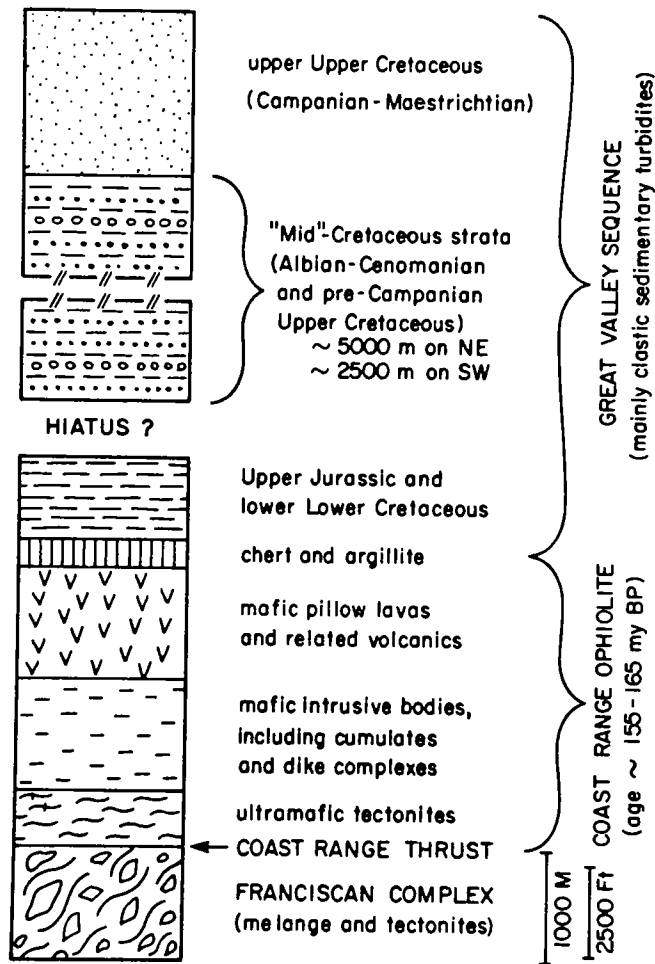 upper Upper Cretaceous
(Campanian-Maestrichtian)
"Mid"-Cretaceous strata
(Albian-Cenomanian
and pre-Campanian
Upper Cretaceous)
~ 5000 m on NE
~ 2500 m on SW
HIATUS ?
Upper Jurassic and
lower Lower Cretaceous
chert and argillite
mafic pillow lavas
and related volcanics
mafic intrusive bodies,
including cumulates
and dike complexes
ultramafic tectonites
COAST RANGE THRUST
FRANCISCAN COMPLEX
(melange and tectonites)
GREAT VALLEY SEQUENCE
(mainly clastic sedimentary turbidites)
COAST RANGE OPHIOLITE
(age ~ 155-165 my BP)
1000 M
2500 Ft